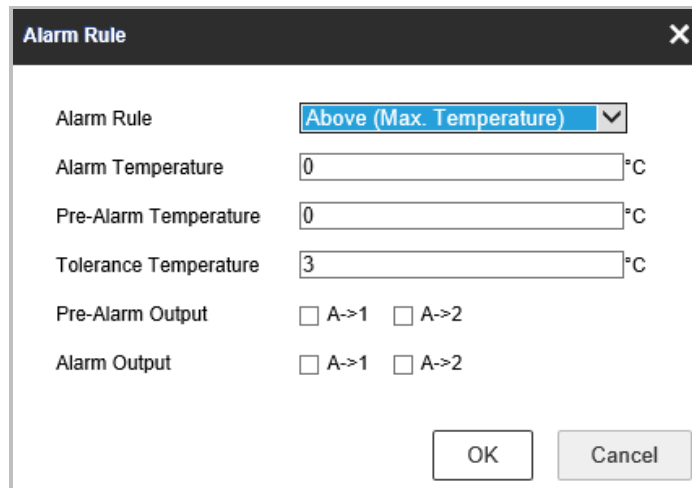 Alarm Rule
Alarm Rule Above (Max. Temperature)
Alarm Temperature 0 °C
Pre-Alarm Temperature 0 °C
Tolerance Temperature 3 °C
Pre-Alarm Output A->1 A->2
Alarm Output A->1 A->2
OK Cancel